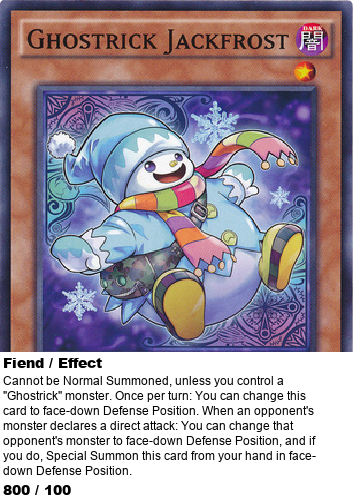 Ghostrick Jackfrost
DARK
闇
Fiend / Effect
Cannot be Normal Summoned, unless you control a
"Ghostrick" monster. Once per turn: You can change this
card to face-down Defense Position. When an opponent's
monster declares a direct attack: You can change that
opponent's monster to face-down Defense Position, and if
you do, Special Summon this card from your hand in face-
down Defense Position.
800 / 100